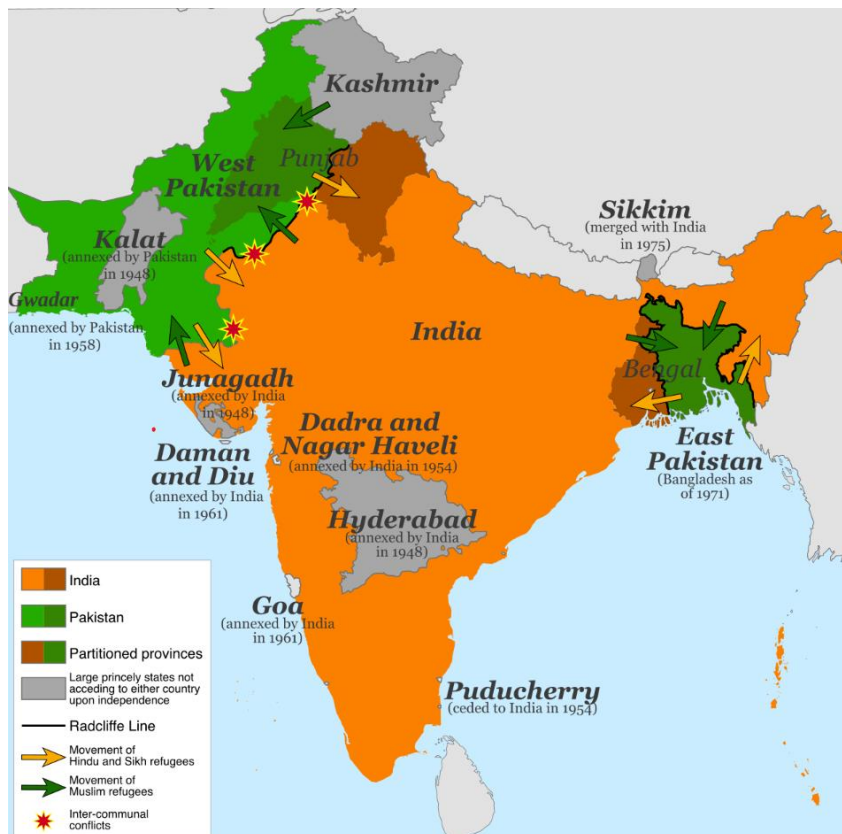 Kashmir
Punjab
West
Pakistan
Kalat
(annexed by Pakistan
in 1948)
Gwadar
(annexed by Pakistan
in 1958)
Sikkim
(merged with India
in 1975)
India
Bengal
Junagadh
(annexed by India
in 1948)
Dadra and
Nagar Haveli
(annexed by India in 1954)
Daman
and Diu
(annexed by India
in 1961)
East
Pakistan
(Bangladesh as
of 1971)
Hyderabad
(annexed by India
in 1948)
Goa
(annexed by India
in 1961)
Puducherry
(ceded to India in 1954)
India
Pakistan
Partitioned provinces
Large princely states not
acceding to either country
upon independence
Radcliffe Line
Movement of
Hindu and Sikh refugees
Movement of
Muslim refugees
Inter-communal
conflicts